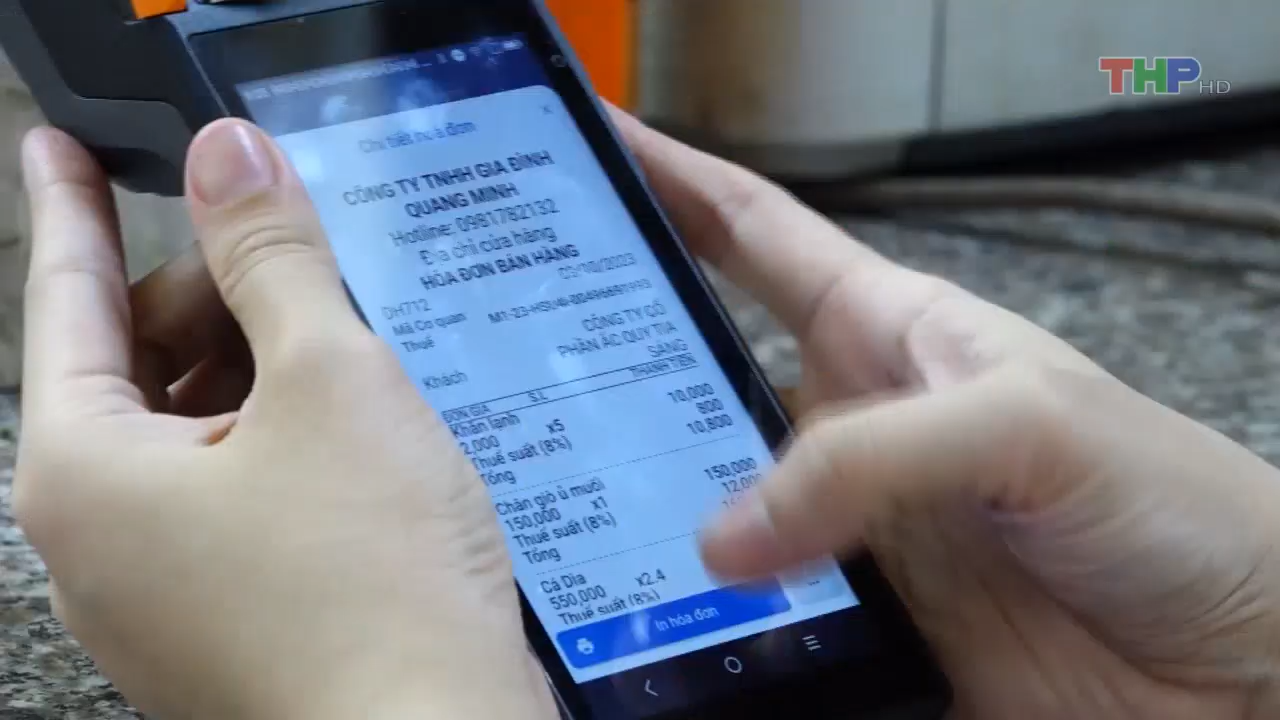 THP HD
Chi tiết hóa đơn
CÔNG TY TNHH GIA ĐÌNH
QUANG MINH
Hotline: 0981782132
Địa chỉ cửa hàng
HÓA ĐƠN BÁN HÀNG
03/10/2023
DH712
Mã Cơ quan
Thuế
Khách
CÔNG TY CỔ
PHẦN ẮC QUY TIA
SÁNG
ĐƠN GIÁ S.L THÀNH TIỀN
Khăn lạnh
2,000 x5 10,000
Thuế suất (8%) 800
Tổng 10,800
Chân giò ủ muối
150,000 x1 150,000
Thuế suất (8%) 12,000
Tổng
Cá Dìa
550,000 x2.4
Thuế suất (8%)
In hóa đơn